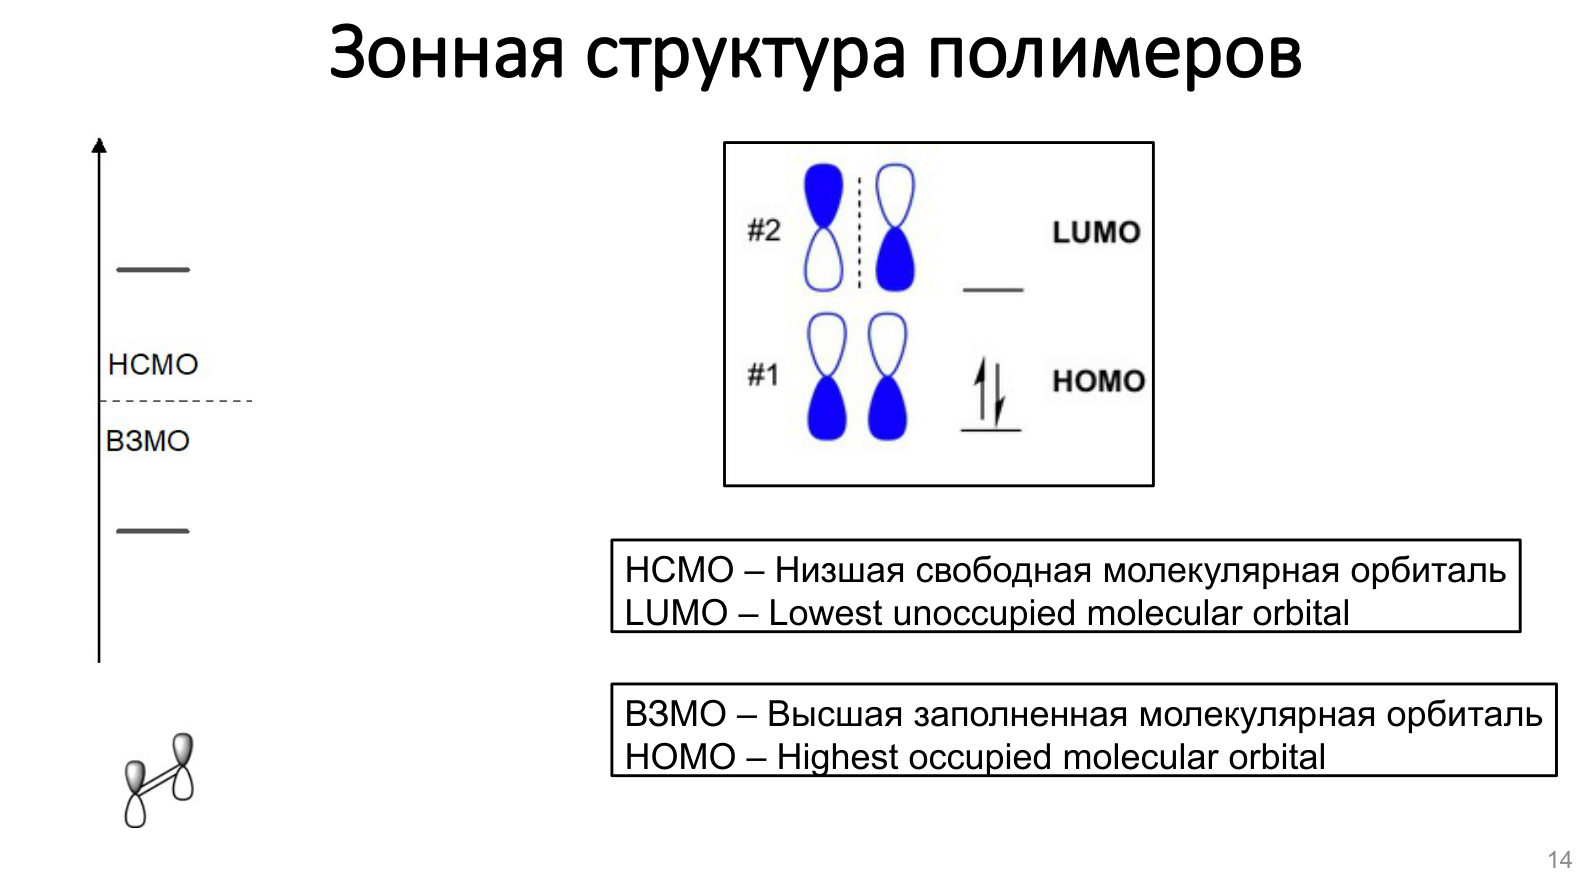 Зонная структура полимеров
НСМО
ВЗМО
#2
LUMO
#1
HOMO
НСМО – Низшая свободная молекулярная орбиталь
LUMO – Lowest unoccupied molecular orbital
ВЗМО – Высшая заполненная молекулярная орбиталь
HOMO – Highest occupied molecular orbital
14